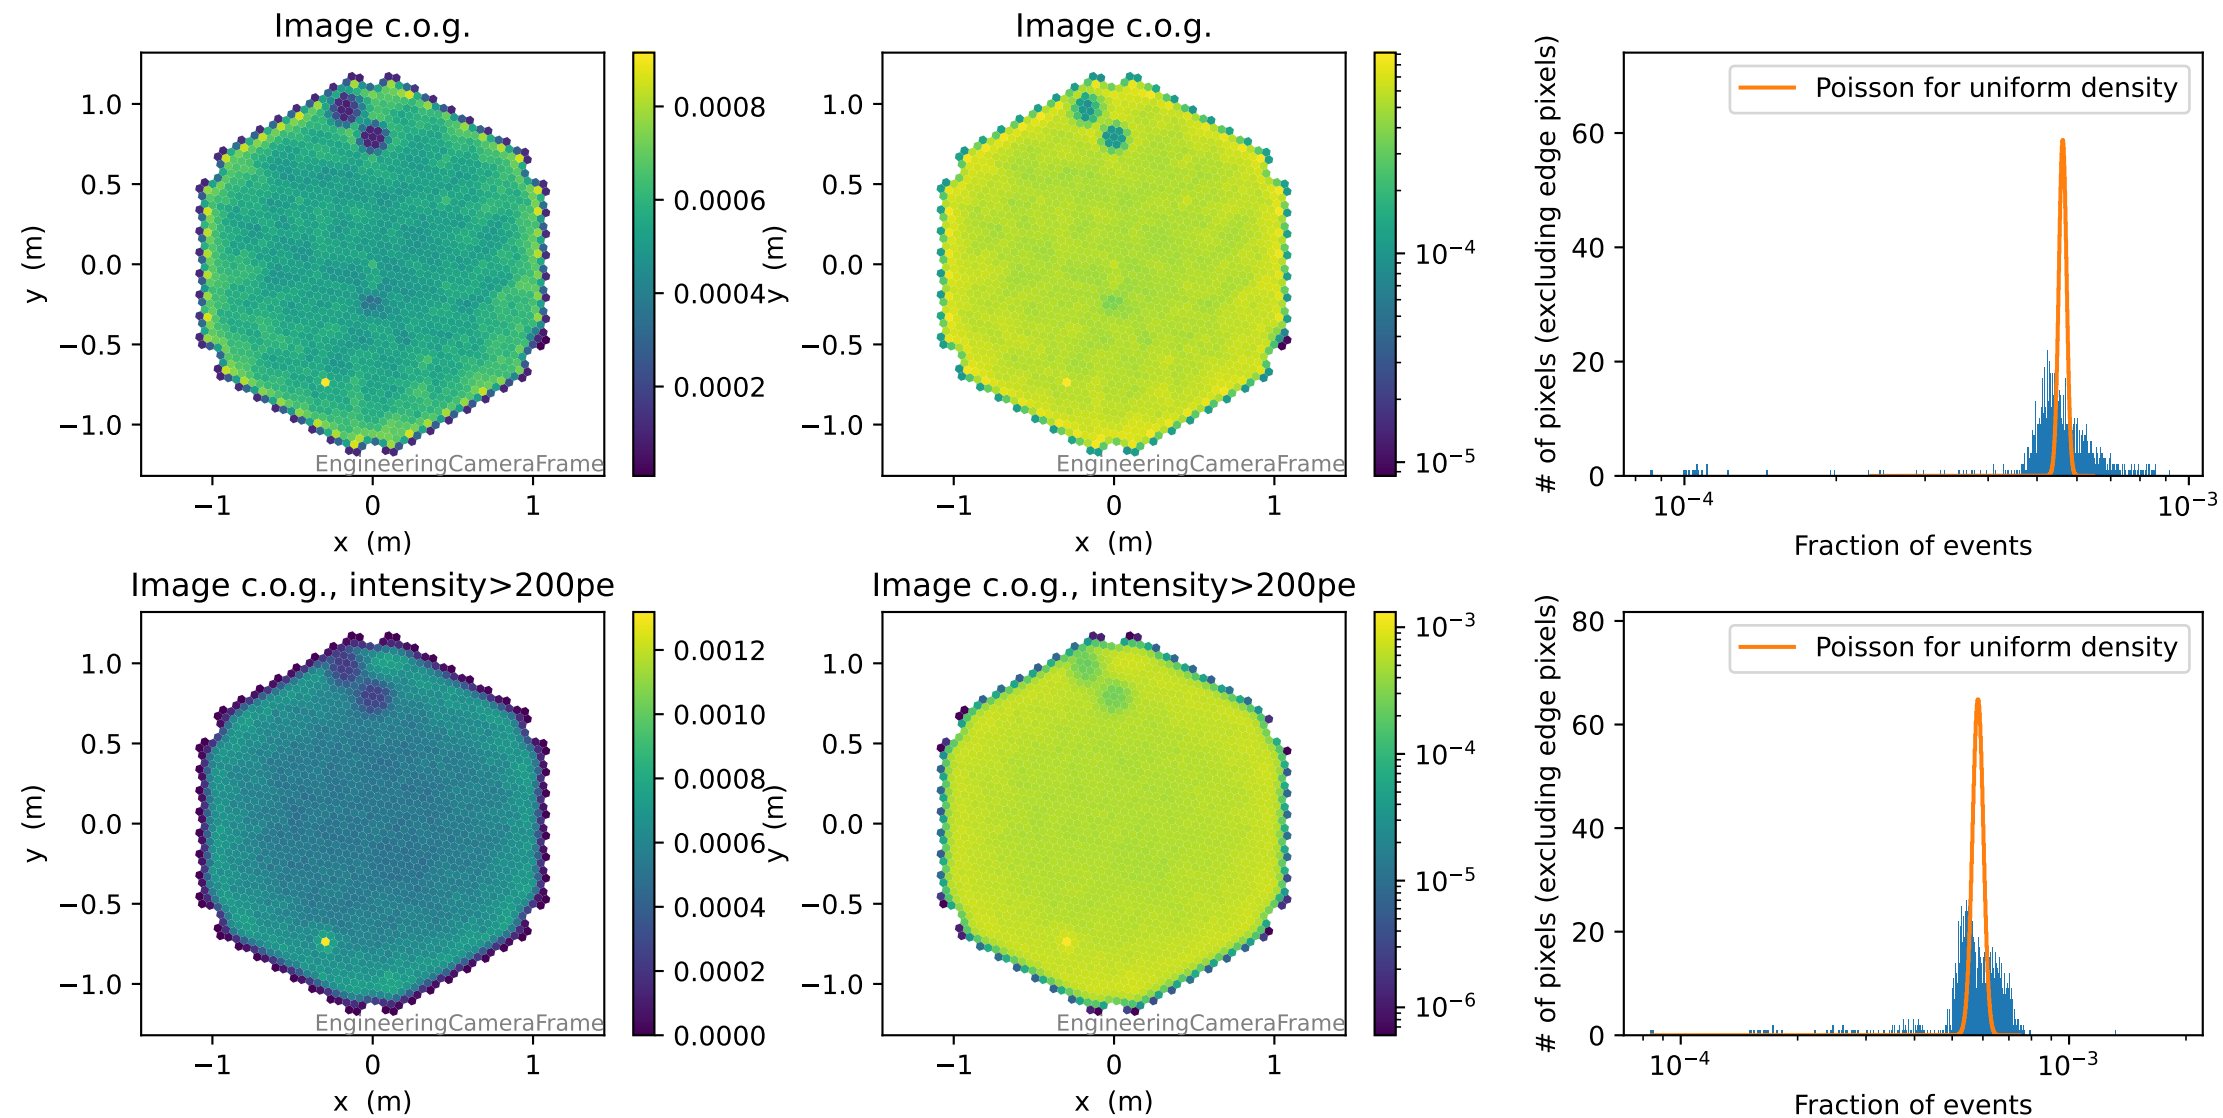 Image c.o.g.
1.0
0.5
0.0
−0.5
−1.0
y (m)
−1
0
1
x (m)
EngineeringCameraFrame
0.0008
0.0006
0.0004
0.0002
Image c.o.g.
1.0
0.5
0.0
−0.5
−1.0
y (m)
−1
0
1
x (m)
EngineeringCameraFrame
10⁻⁴
10⁻⁵
# of pixels (excluding edge pixels)
60
40
20
0
Poisson for uniform density
10⁻⁴
10⁻³
Fraction of events
Image c.o.g., intensity>200pe
1.0
0.5
0.0
−0.5
−1.0
y (m)
−1
0
1
x (m)
EngineeringCameraFrame
0.0012
0.0010
0.0008
0.0006
0.0004
0.0002
0.0000
Image c.o.g., intensity>200pe
1.0
0.5
0.0
−0.5
−1.0
y (m)
−1
0
1
x (m)
EngineeringCameraFrame
10⁻³
10⁻⁴
10⁻⁵
10⁻⁶
# of pixels (excluding edge pixels)
80
60
40
20
0
Poisson for uniform density
10⁻⁴
10⁻³
Fraction of events